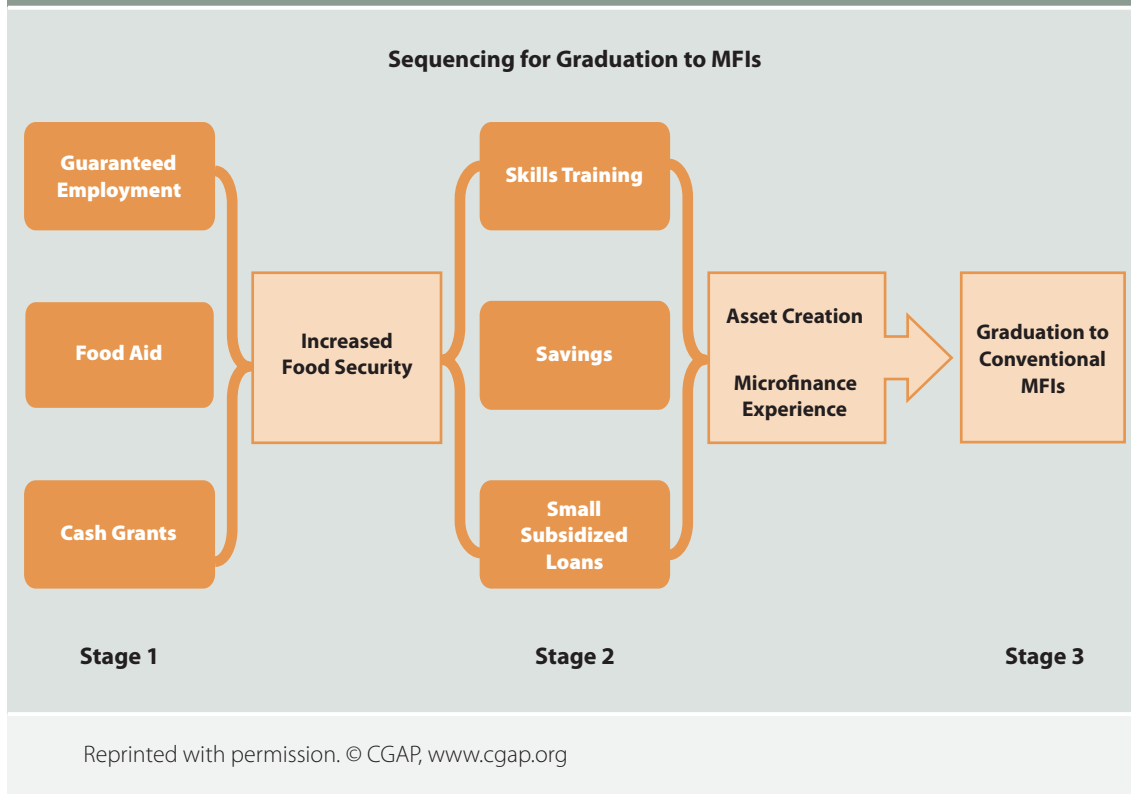 Sequencing for Graduation to MFIs
Guaranteed
Employment
Food Aid
Cash Grants
Increased
Food Security
Skills Training
Savings
Small
Subsidized
Loans
Asset Creation
Microfinance
Experience
Graduation to
Conventional
MFIs
Stage 1
Stage 2
Stage 3
Reprinted with permission. © CGAP, www.cgap.org